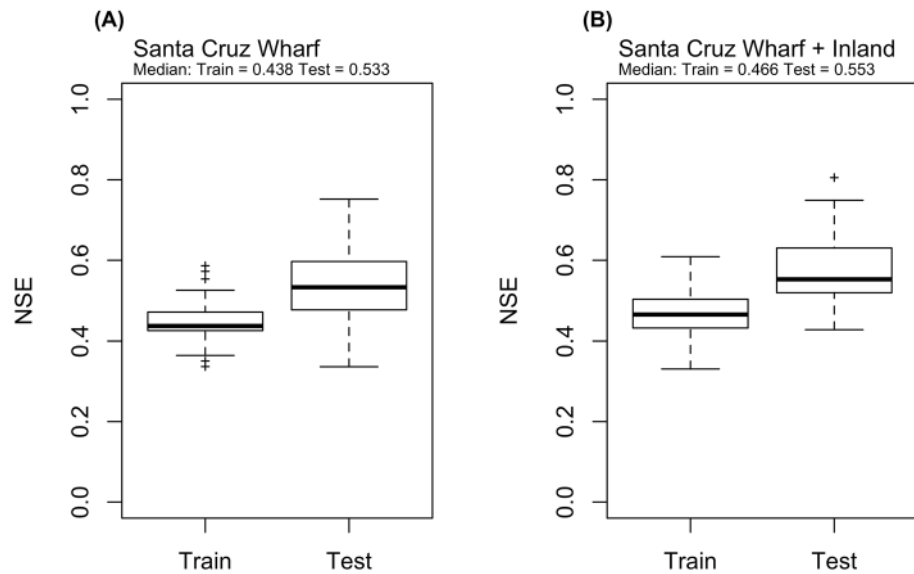 (A)
Santa Cruz Wharf
Median: Train = 0.438 Test = 0.533
NSE
1.0
0.8
0.6
0.4
0.2
0.0
Train Test
(B)
Santa Cruz Wharf + Inland
Median: Train = 0.466 Test = 0.553
NSE
1.0
0.8
0.6
0.4
0.2
0.0
Train Test